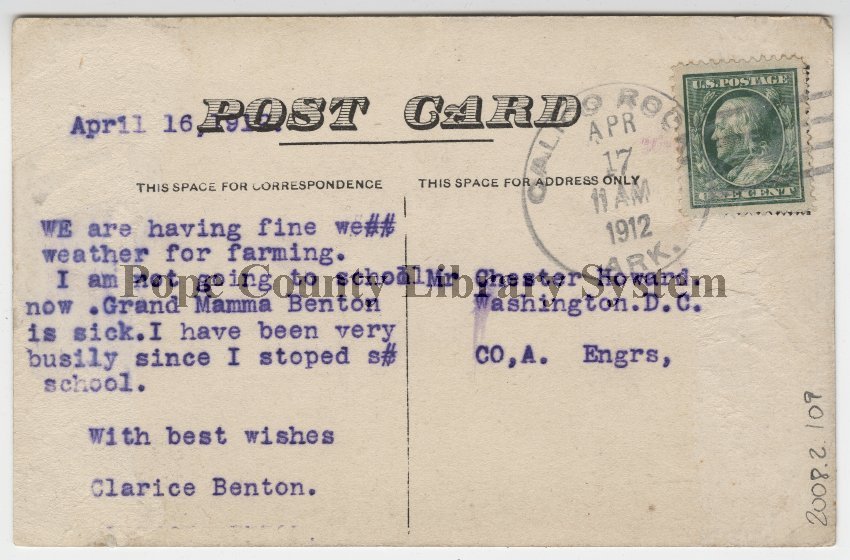 POST CARD
April 16, 1912.
THIS SPACE FOR CORRESPONDENCE
THIS SPACE FOR ADDRESS ONLY
CALICO ROCK
APR
17
11 AM
1912
ARK.
U.S. POSTAGE
ONE CENT
WE are having fine we##
weather for farming.
I am not going to school
now .Grand Mamma Benton
is sick.I have been very
busily since I stoped s#
school.
With best wishes
Clarice Benton.
Mr Chester Howard.
Washington.D.C.
CO,A. Engrs,
Pope County Library System
2008.2.109